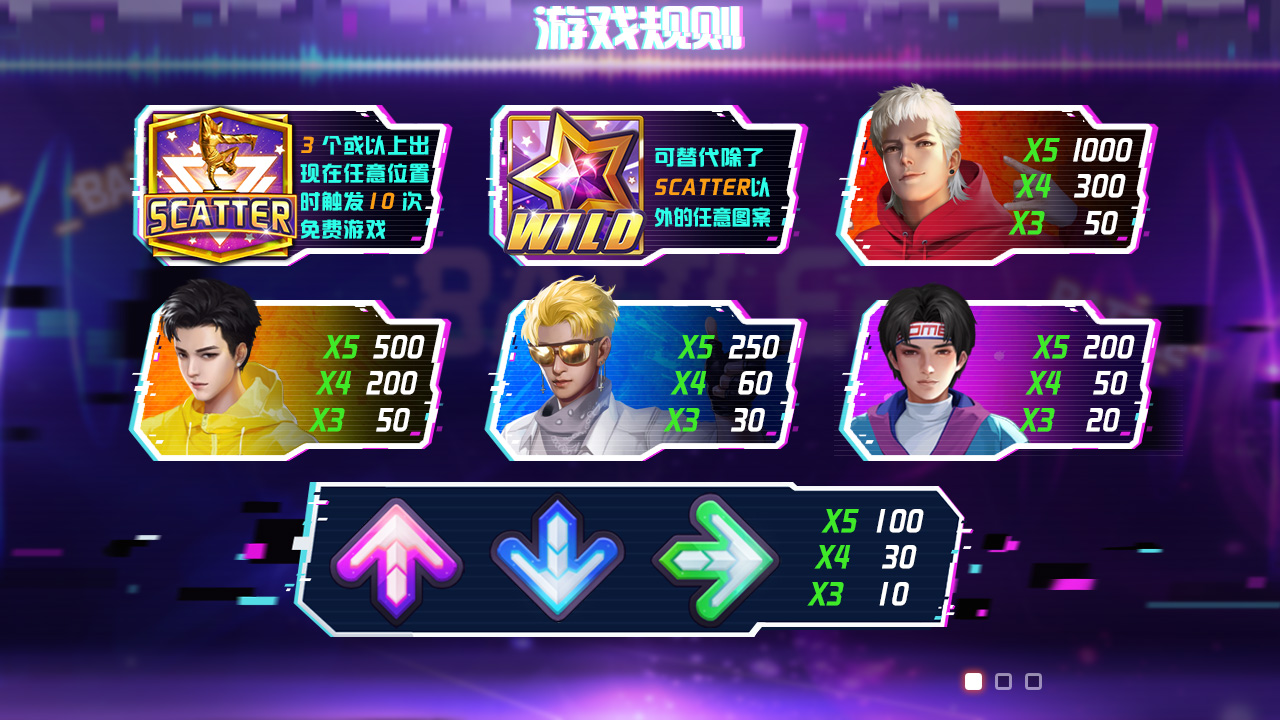 游戏规则
SCATTER
3 个或以上出
现在任意位置
时触发10 次
免费游戏
WILD
可替代除了
SCATTER以
外的任意图案
X5 1000
X4 300
X3 50
X5 500
X4 200
X3 50
X5 250
X4 60
X3 30
X5 200
X4 50
X3 20
X5 100
X4 30
X3 10